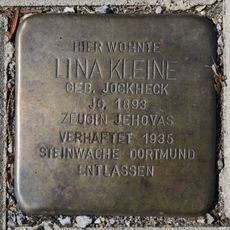 HIER WOHNTE
LINA KLEINE
GEB. JOCKHECK
JG. 1893
ZEUGIN JEHOVAS
VERHAFTET 1935
STEINWACHE DORTMUND
ENTLASSEN